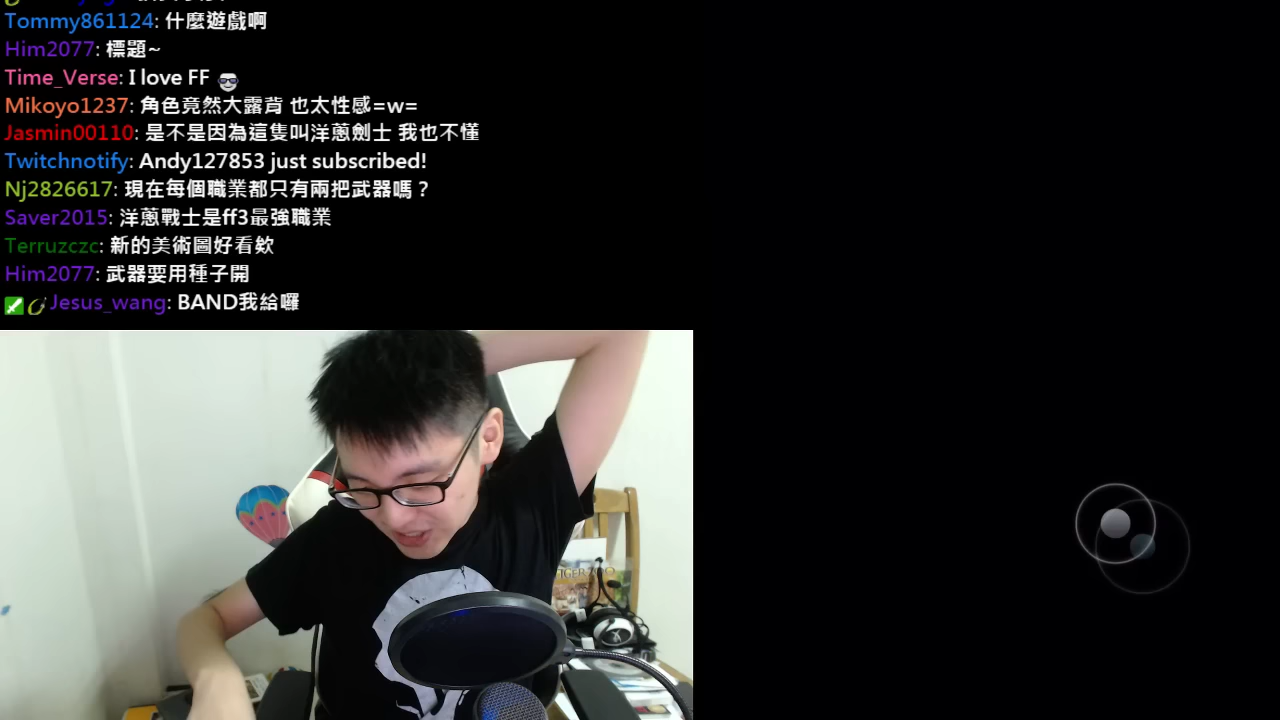 Tommy861124: 什麼遊戲啊
Him2077: 標題~
Time_Verse: I love FF
Mikoyo1237: 角色竟然大露背 也太性感=w=
Jasmin00110: 是不是因為這隻叫洋蔥劍士 我也不懂
Twitchnotify: Andy127853 just subscribed!
Nj2826617: 現在每個職業都只有兩把武器嗎？
Saver2015: 洋蔥戰士是ff3最強職業
Terruzczc: 新的美術圖好看欸
Him2077: 武器要用種子開
Jesus_wang: BAND我給囉
TIGER ZOO